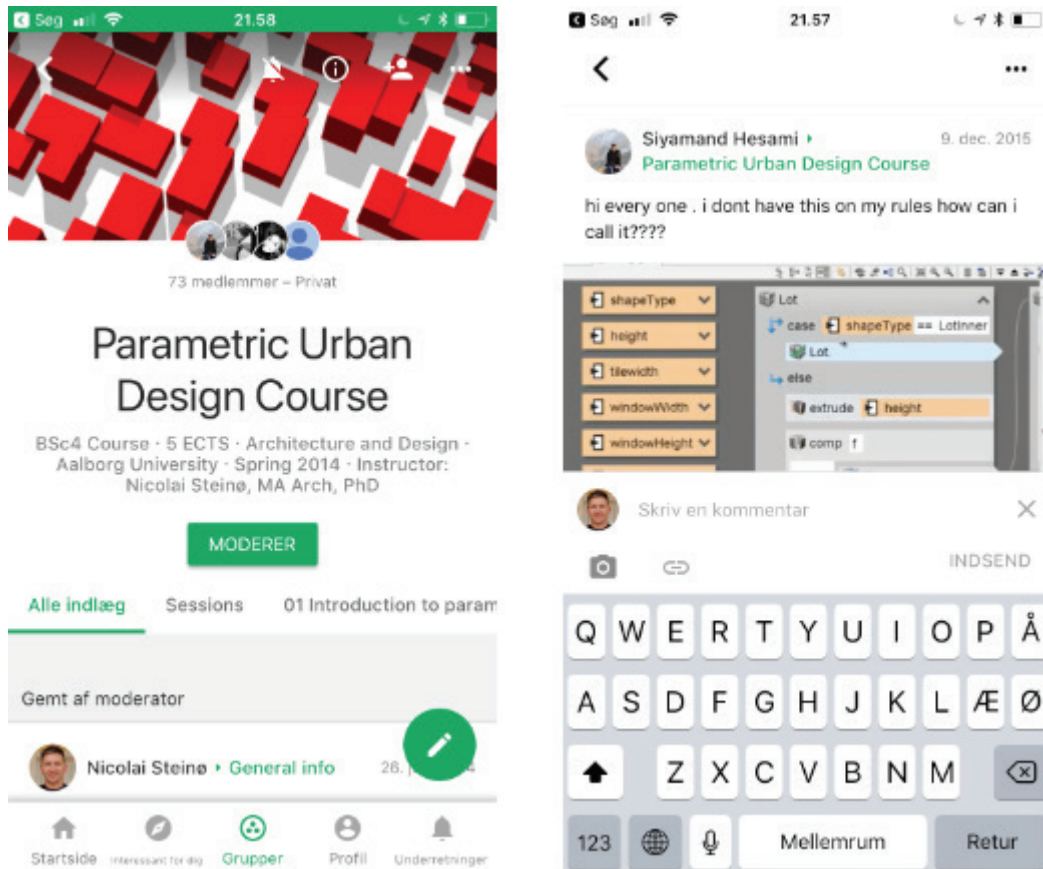 Søg
21.58
73 medlemmer – Privat
Parametric Urban
Design Course
BSc4 Course · 5 ECTS · Architecture and Design ·
Aalborg University · Spring 2014 · Instructor:
Nicolai Steinø, MA Arch, PhD
MODERER
Alle indlæg Sessions 01 Introduction to param
Gemt af moderator
Nicolai Steinø General info 26. j
Startside Interessant for dig Grupper Profil Underretninger
Søg
21.57
Siyamand Hesami 9. dec. 2015
Parametric Urban Design Course
hi every one . i dont have this on my rules how can i
call it????
shapeType
height
tilewidth
windowWidth
windowHeight
Lot
case shapeType == LotInner
Lot
else
extrude height
comp f
Skriv en kommentar
INDSEND
Q W E R T Y U I O P Å
A S D F G H J K L Æ Ø
Z X C V B N M
123 Mellemrum Retur